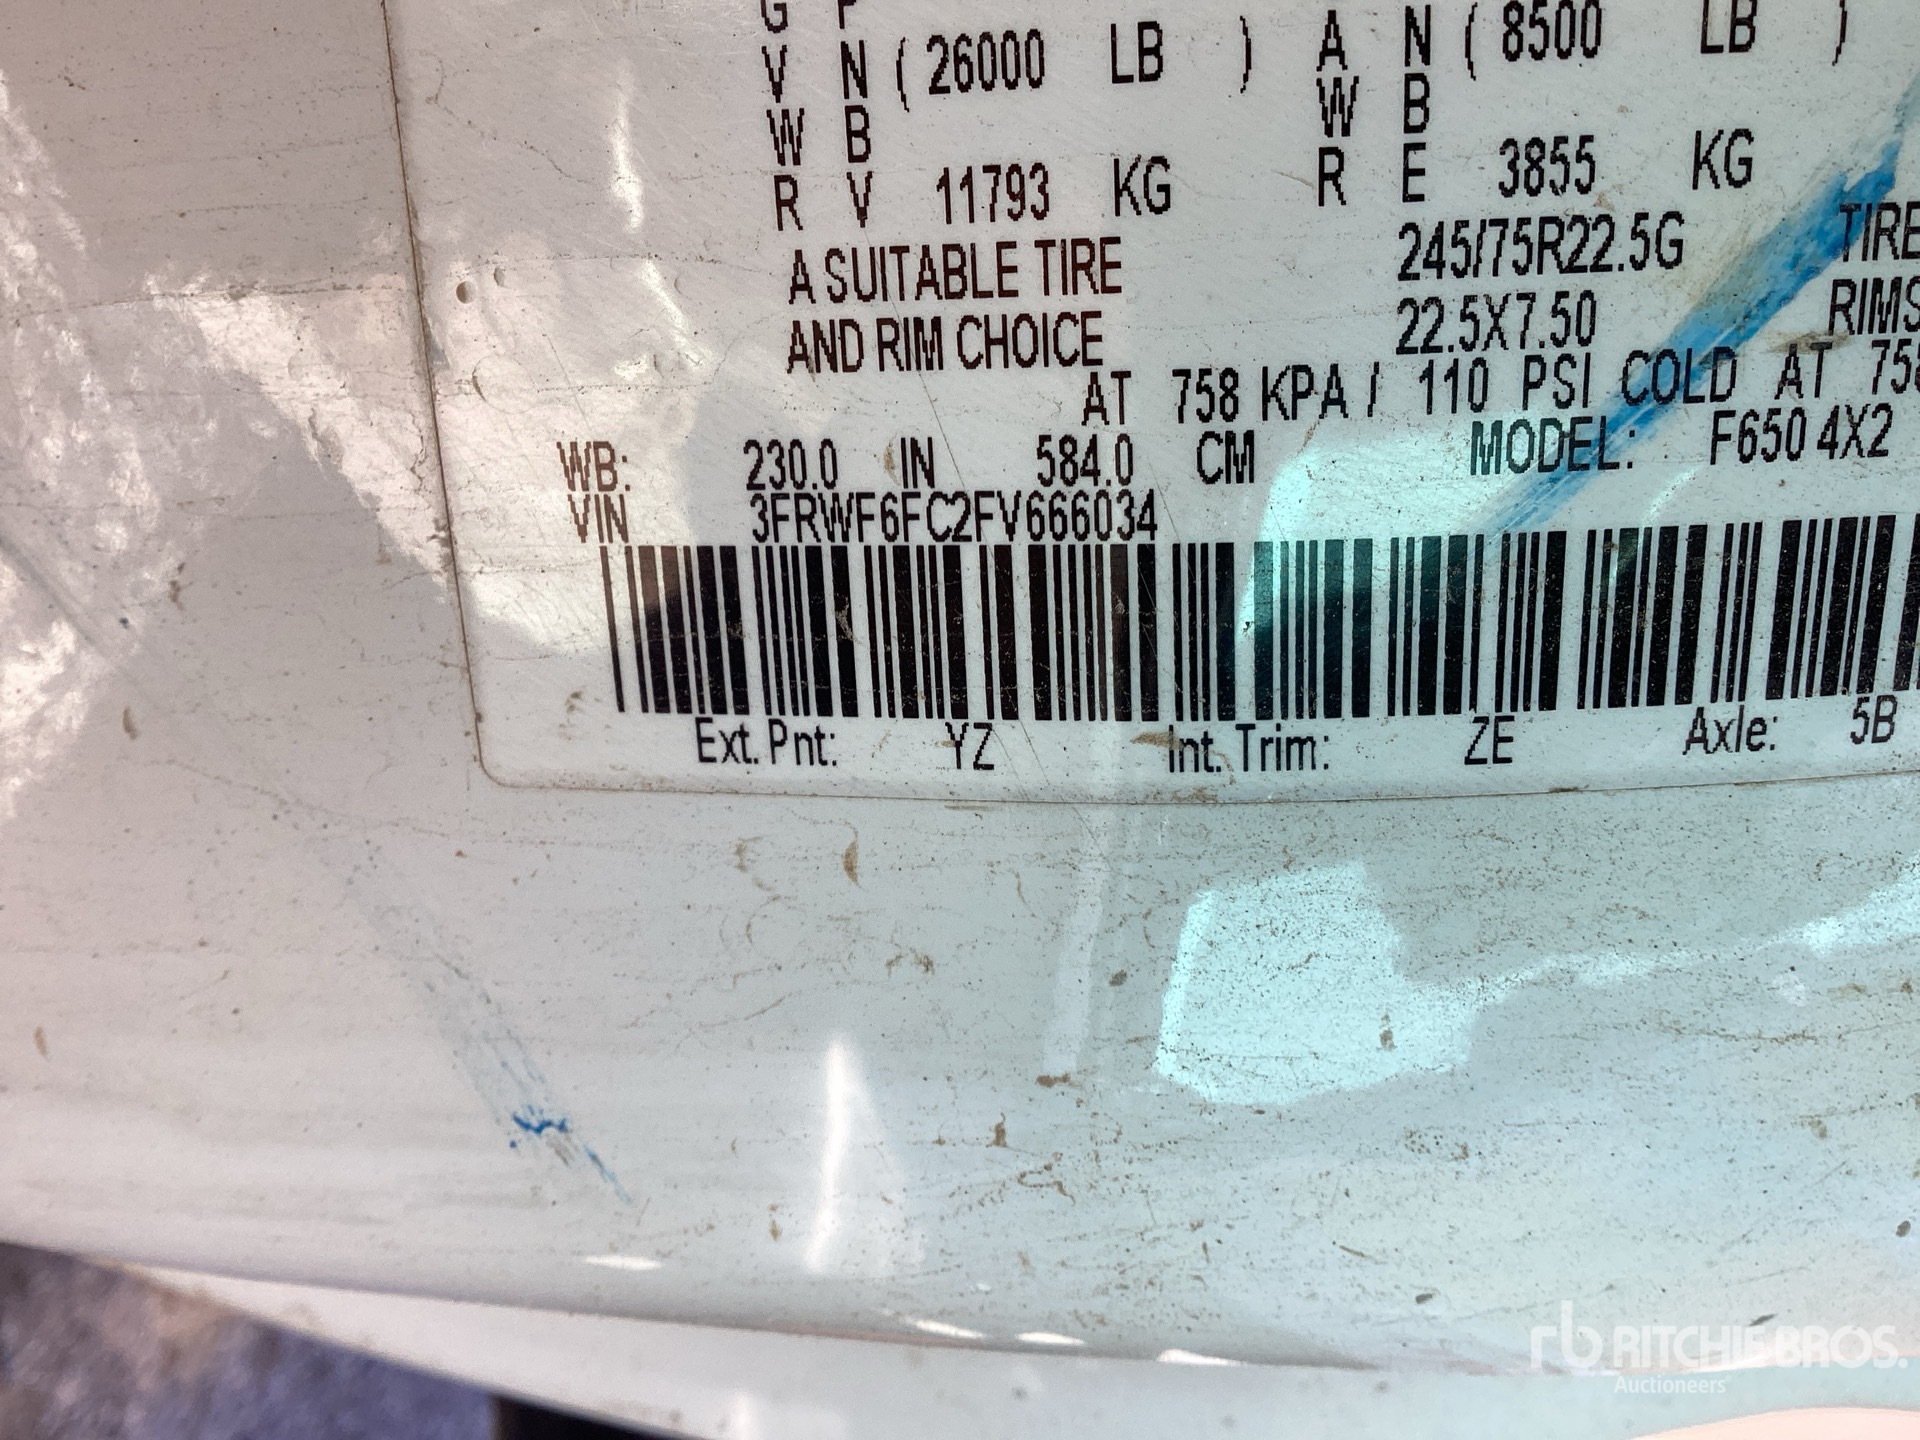 G P
V N ( 26000 LB ) A N ( 8500 LB )
W B W B
R V 11793 KG R E 3855 KG
A SUITABLE TIRE 245/75R22.5G TIRE
AND RIM CHOICE 22.5X7.50 RIMS
AT 758 KPA / 110 PSI COLD AT 758
WB: 230.0 IN 584.0 CM MODEL: F650 4X2
VIN 3FRWF6FC2FV666034
Ext. Pnt: YZ Int. Trim: ZE Axle: 5B
rb RITCHIE BROS.
Auctioneers